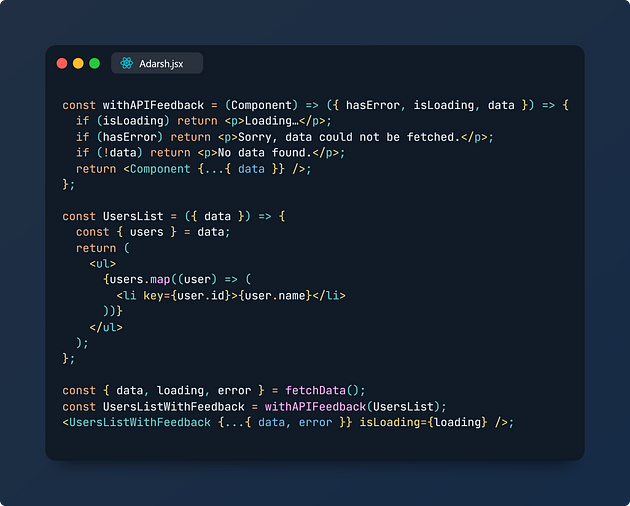 Adarsh.jsx
const withAPIFeedback = (Component) => ({ hasError, isLoading, data }) => {
  if (isLoading) return <p>Loading…</p>;
  if (hasError) return <p>Sorry, data could not be fetched.</p>;
  if (!data) return <p>No data found.</p>;
  return <Component {...{ data }} />;
};

const UsersList = ({ data }) => {
  const { users } = data;
  return (
    <ul>
      {users.map((user) => (
        <li key={user.id}>{user.name}</li>
      ))}
    </ul>
  );
};

const { data, loading, error } = fetchData();
const UsersListWithFeedback = withAPIFeedback(UsersList);
<UsersListWithFeedback {...{ data, error }} isLoading={loading} />;